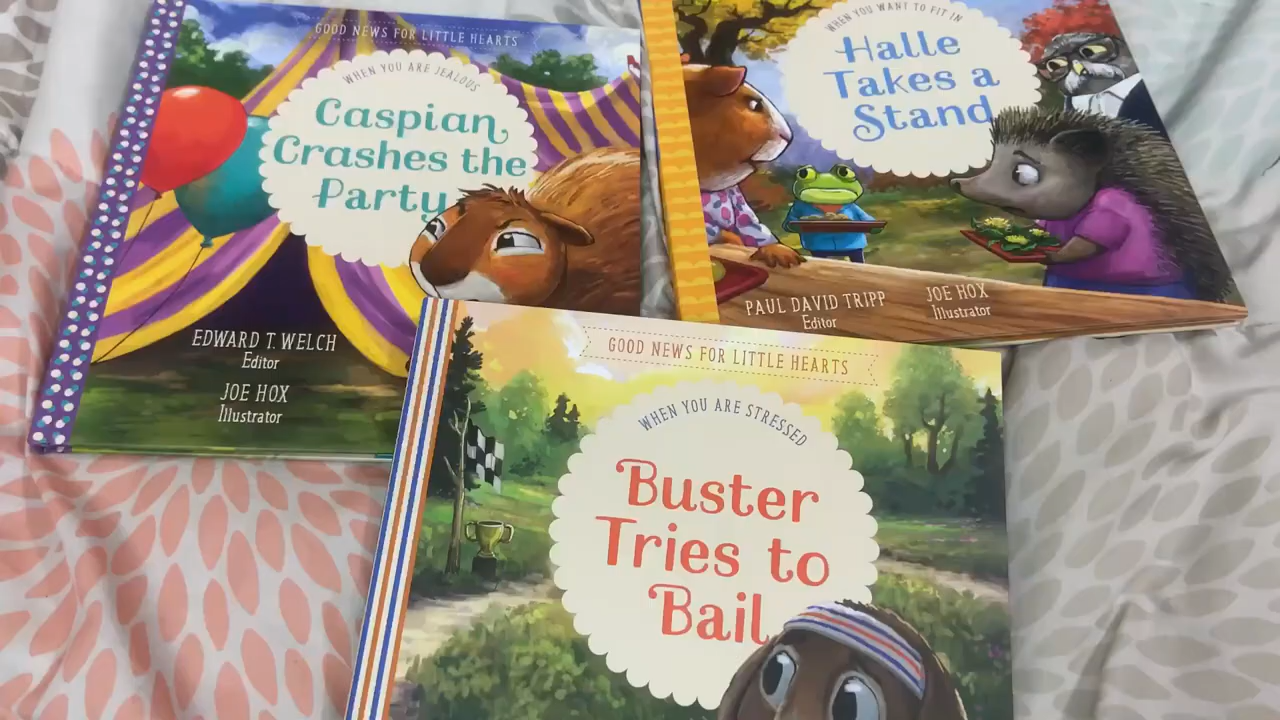 GOOD NEWS FOR LITTLE HEARTS
WHEN YOU ARE JEALOUS
Caspian
Crashes the
Party
EDWARD T. WELCH
Editor
JOE HOX
Illustrator
WHEN YOU WANT TO FIT IN
Halle
Takes a
Stand
PAUL DAVID TRIPP
Editor
JOE HOX
Illustrator
GOOD NEWS FOR LITTLE HEARTS
WHEN YOU ARE STRESSED
Buster
Tries to
Bail